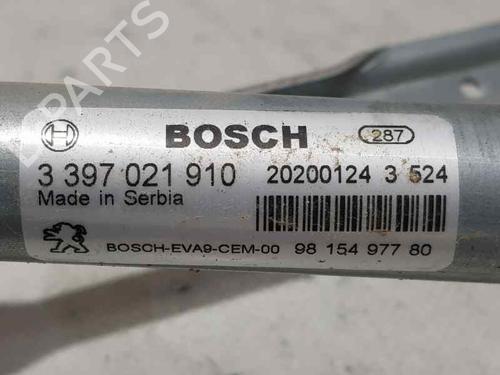 BOSCH
287
3 397 021 910
20200124 3 524
Made in Serbia
BOSCH-EVA9-CEM-00
98 154 977 80
PARTS